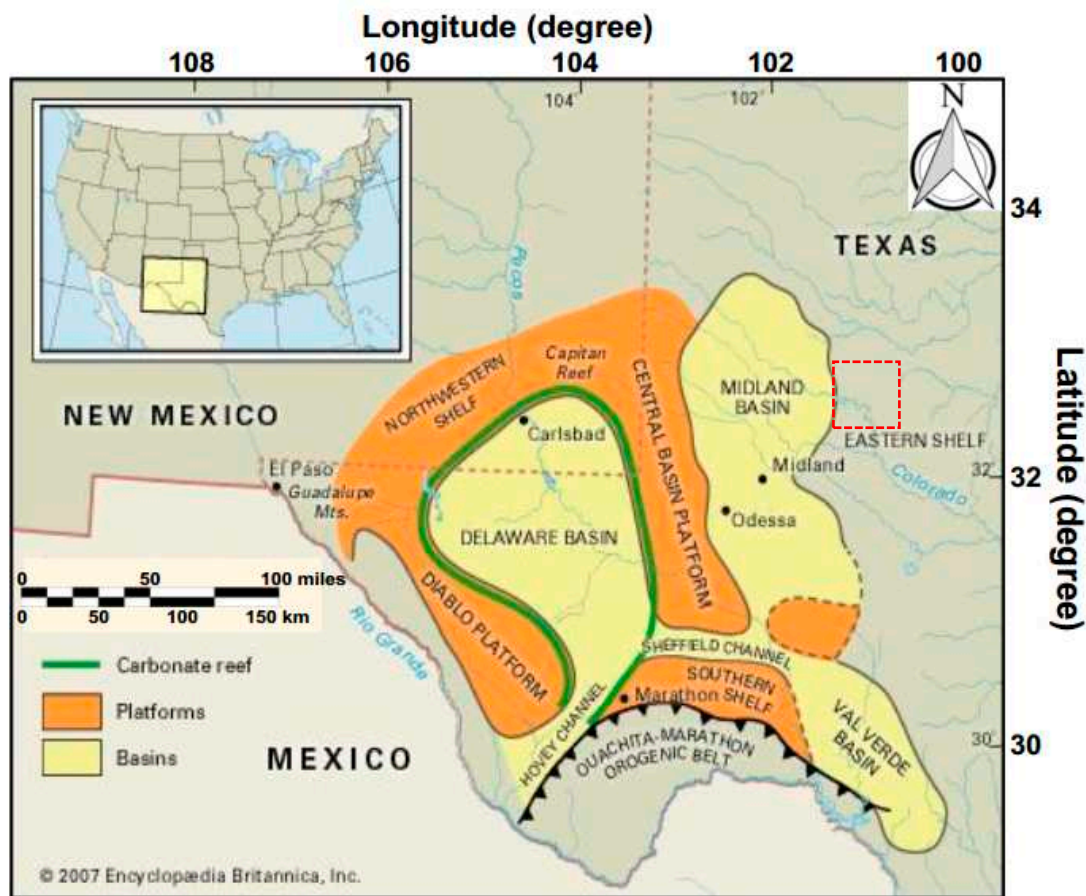 Longitude (degree)
108 106 104 102 100
104°
102°
N
34
TEXAS
Pecos
Capitan
Reef
NORTHWESTERN
SHELF
CENTRAL BASIN PLATFORM
MIDLAND
BASIN
NEW MEXICO
Carlsbad
EASTERN SHELF
Latitude (degree)
El Paso
Guadalupe
Mts.
Midland
32°
32
Colorado
Odessa
DELAWARE BASIN
0 50 100 miles
0 50 100 150 km
DIABLO PLATFORM
Rio Grande
SHEFFIELD CHANNEL
Carbonate reef
SOUTHERN
Marathon SHELF
Platforms
HOVEY CHANNEL
VAL VERDE
BASIN
30°
30
Basins
MEXICO
OUACHITA-MARATHON
OROGENIC BELT
© 2007 Encyclopædia Britannica, Inc.